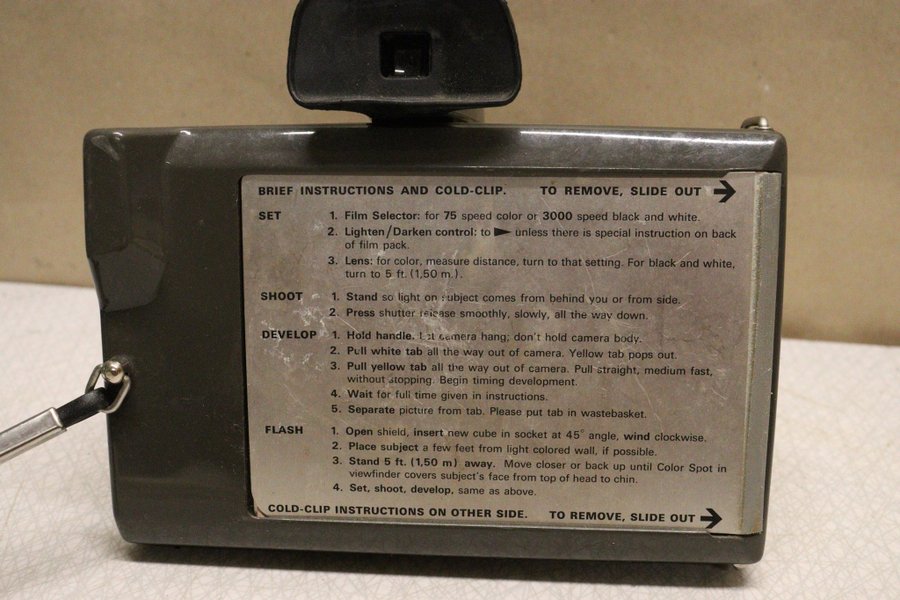 BRIEF INSTRUCTIONS AND COLD-CLIP. TO REMOVE, SLIDE OUT
SET 1. Film Selector: for 75 speed color or 3000 speed black and white.
2. Lighten/Darken control: to ► unless there is special instruction on back
of film pack.
3. Lens: for color, measure distance, turn to that setting. For black and white,
turn to 5 ft. (1,50 m.).
SHOOT 1. Stand so light on subject comes from behind you or from side.
2. Press shutter release smoothly, slowly, all the way down.
DEVELOP 1. Hold handle. Let camera hang; don't hold camera body.
2. Pull white tab all the way out of camera. Yellow tab pops out.
3. Pull yellow tab all the way out of camera. Pull straight, medium fast,
without stopping. Begin timing development.
4. Wait for full time given in instructions.
5. Separate picture from tab. Please put tab in wastebasket.
FLASH 1. Open shield, insert new cube in socket at 45° angle, wind clockwise.
2. Place subject a few feet from light colored wall, if possible.
3. Stand 5 ft. (1,50 m) away. Move closer or back up until Color Spot in
viewfinder covers subject's face from top of head to chin.
4. Set, shoot, develop, same as above.
COLD-CLIP INSTRUCTIONS ON OTHER SIDE. TO REMOVE, SLIDE OUT